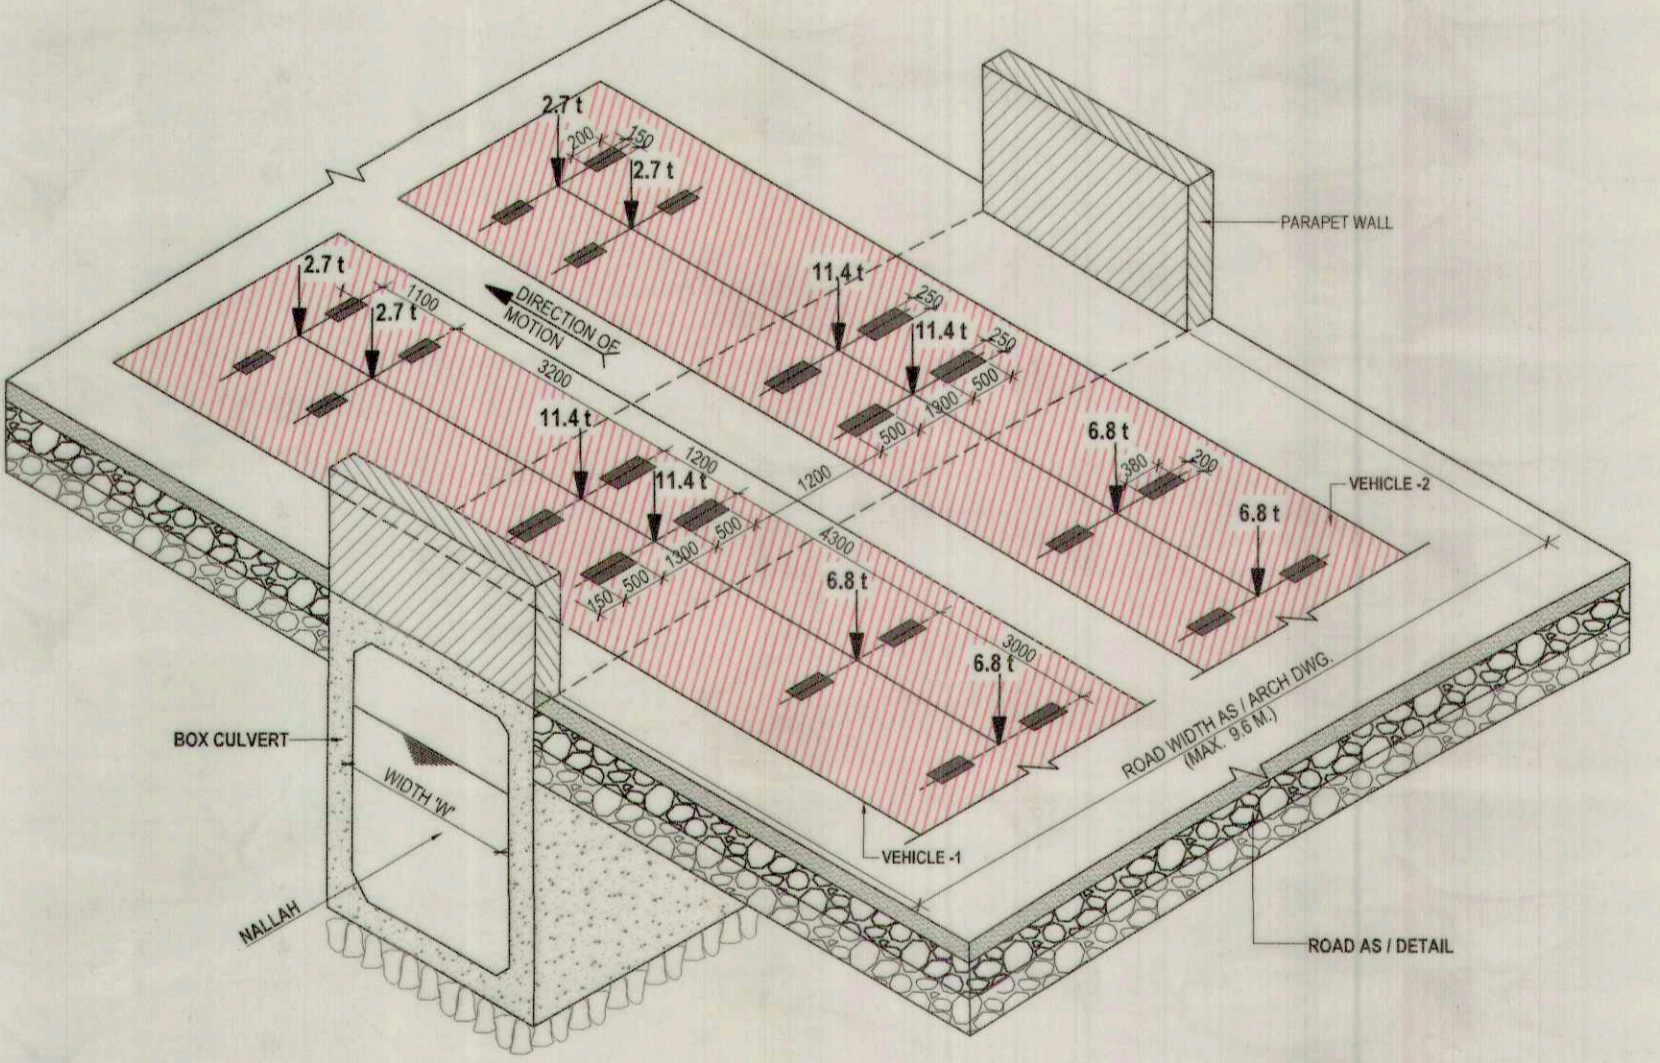 2.7 t
200
150
2.7 t
PARAPET WALL
2.7 t
1100
2.7 t
DIRECTION OF
MOTION
11.4 t
250
11.4 t
250
3200
500
1300
500
11.4 t
1200
11.4 t
1200
6.8 t
380
200
VEHICLE -2
6.8 t
500
1300
500
150
4300
6.8 t
3000
6.8 t
ROAD WIDTH AS / ARCH DWG.
(MAX. 9.6 M.)
BOX CULVERT
WIDTH 'W'
VEHICLE -1
NALLAH
ROAD AS / DETAIL